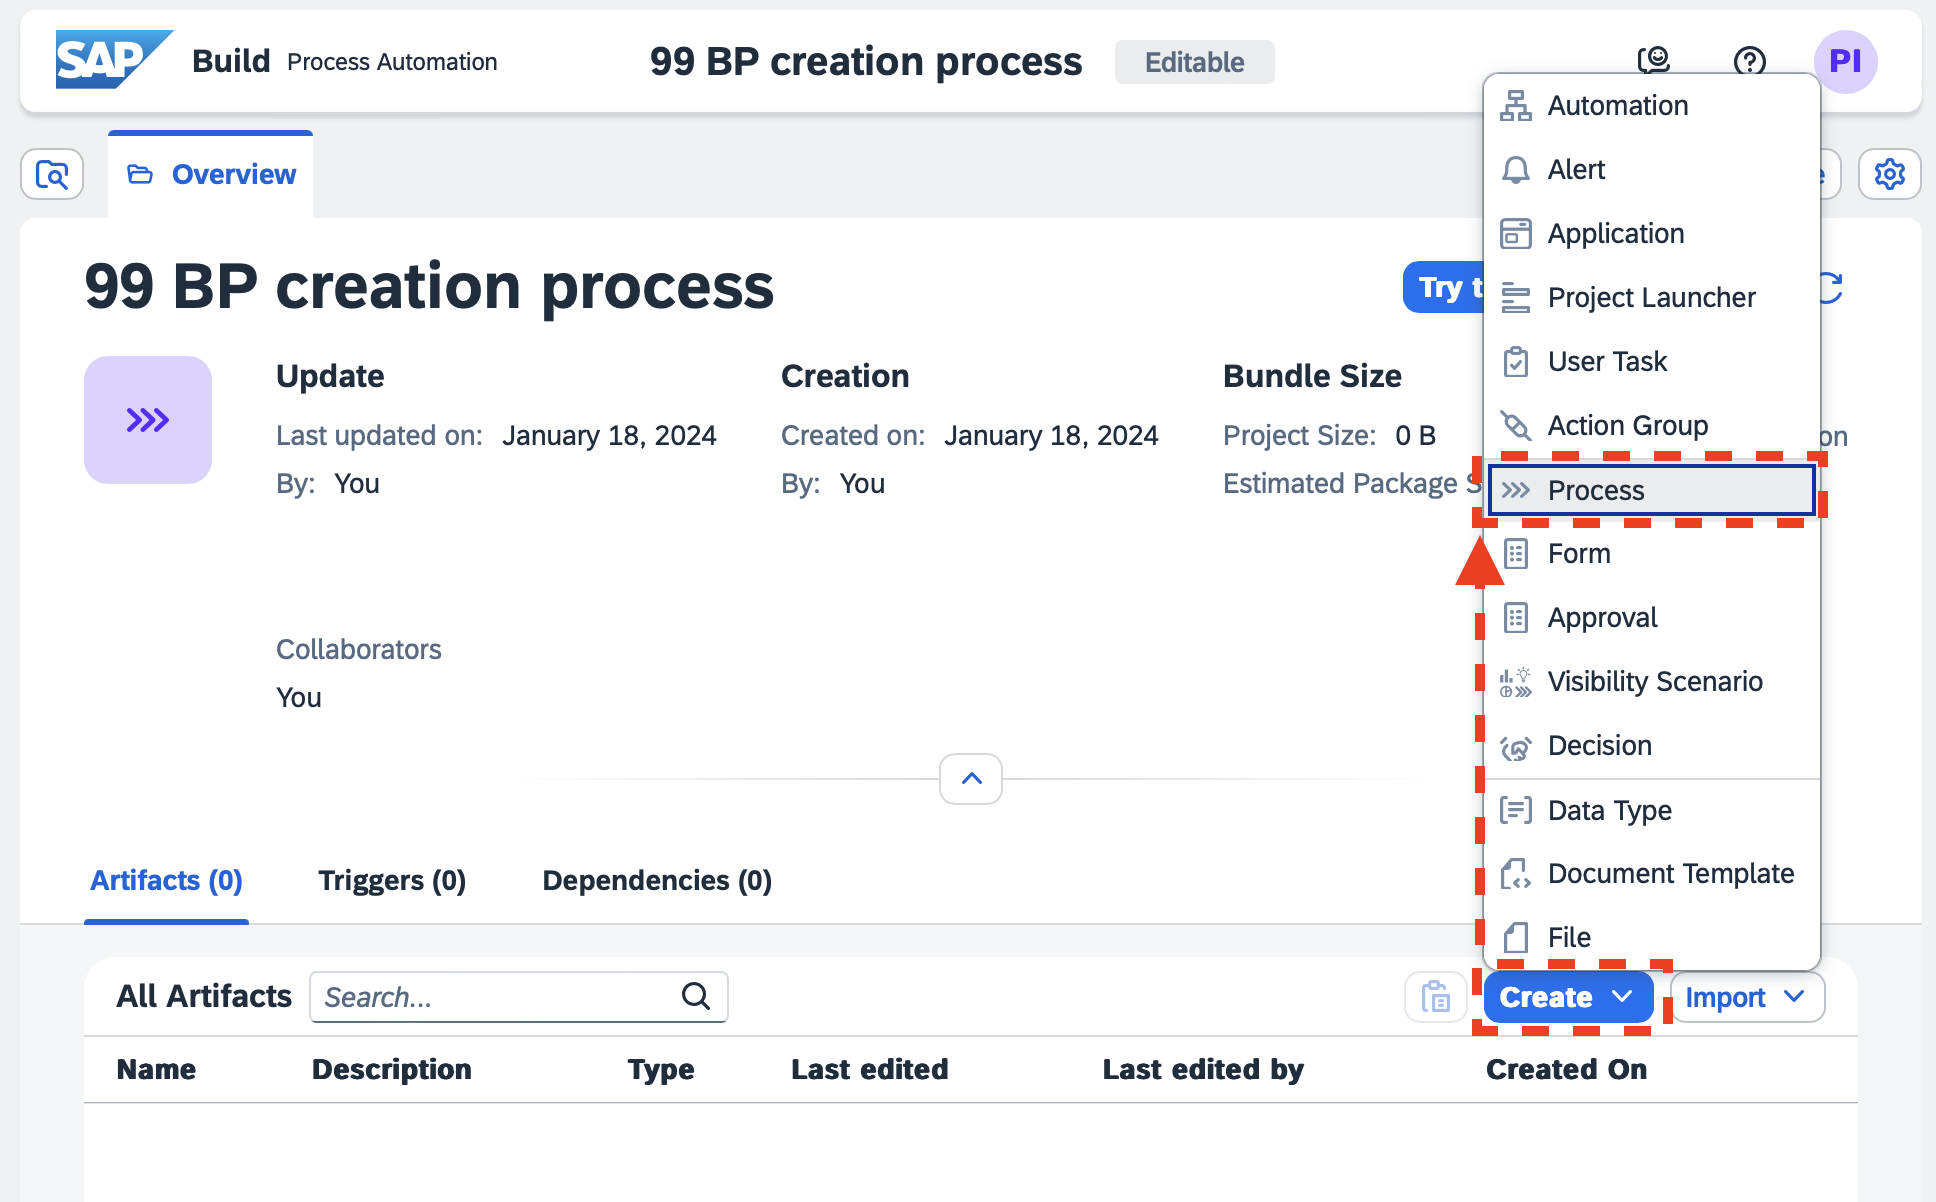 SAP Build Process Automation 99 BP creation process Editable PI
Overview
99 BP creation process
Try t
Update
Last updated on: January 18, 2024
By: You
Creation
Created on: January 18, 2024
By: You
Bundle Size
Project Size: 0 B
Estimated Package S
on
Collaborators
You
Automation
Alert
Application
Project Launcher
User Task
Action Group
Process
Form
Approval
Visibility Scenario
Decision
Data Type
Document Template
File
Artifacts (0) Triggers (0) Dependencies (0)
All Artifacts Search... Create Import
Name Description Type Last edited Last edited by Created On